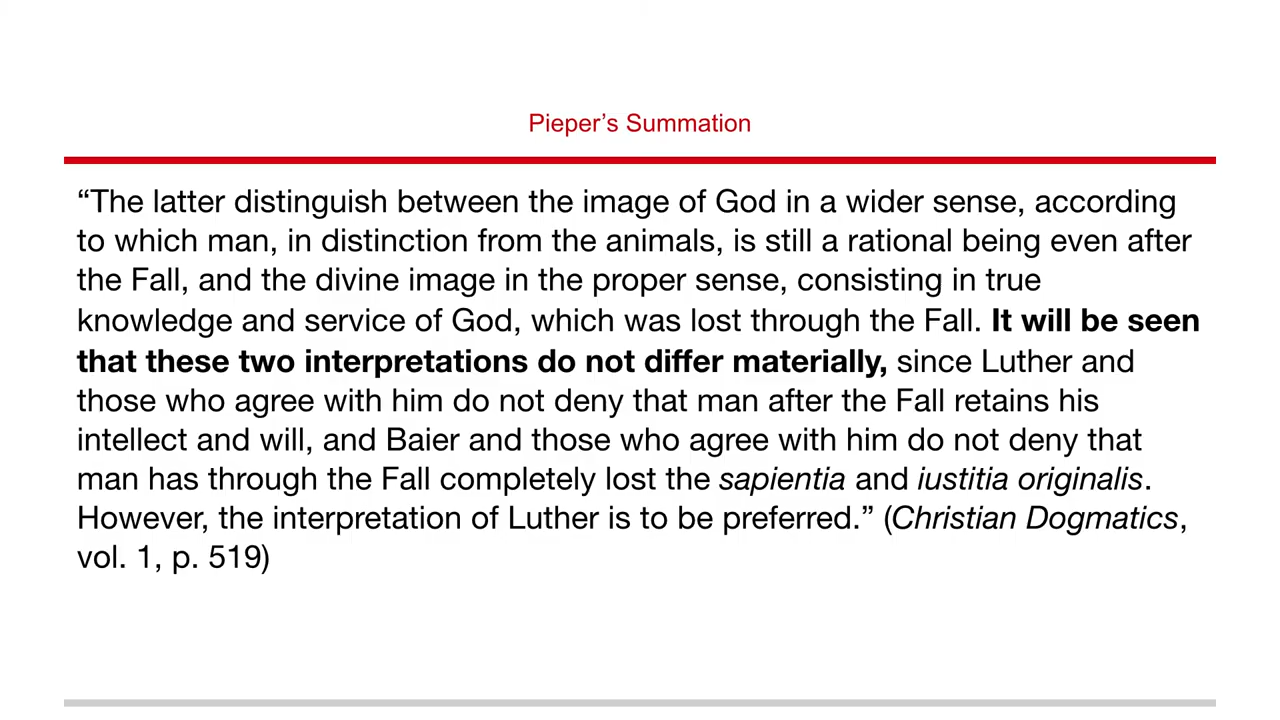 Pieper’s Summation
“The latter distinguish between the image of God in a wider sense, according
to which man, in distinction from the animals, is still a rational being even after
the Fall, and the divine image in the proper sense, consisting in true
knowledge and service of God, which was lost through the Fall. It will be seen
that these two interpretations do not differ materially, since Luther and
those who agree with him do not deny that man after the Fall retains his
intellect and will, and Baier and those who agree with him do not deny that
man has through the Fall completely lost the sapientia and iustitia originalis.
However, the interpretation of Luther is to be preferred.” (Christian Dogmatics,
vol. 1, p. 519)